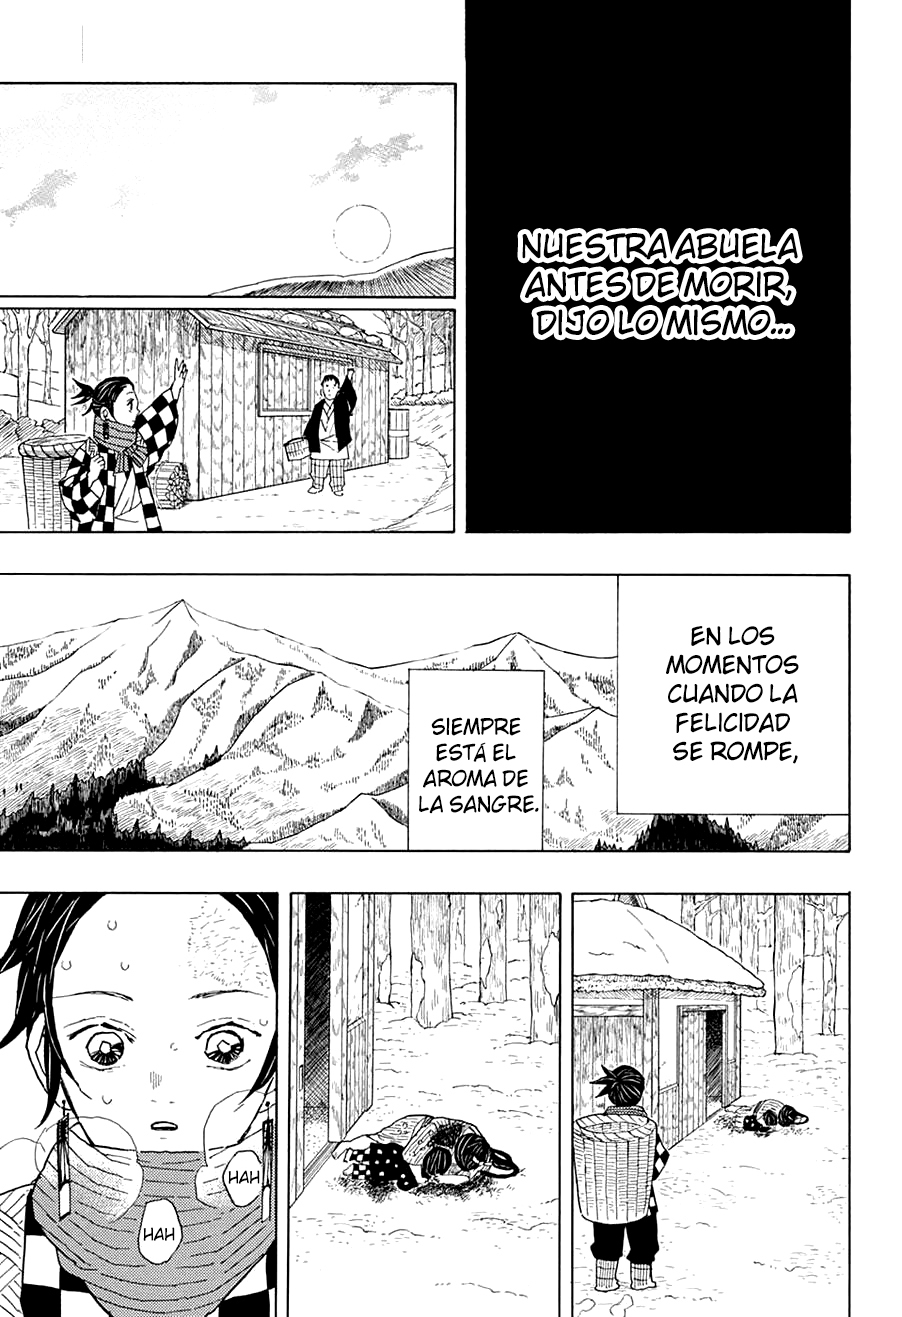 NUESTRA ABUELA
ANTES DE MORIR,
DIJO LO MISMO...
EN LOS
MOMENTOS
CUANDO LA
FELICIDAD
SE ROMPE,
SIEMPRE
ESTÁ EL
AROMA DE
LA SANGRE.
HAH
HAH